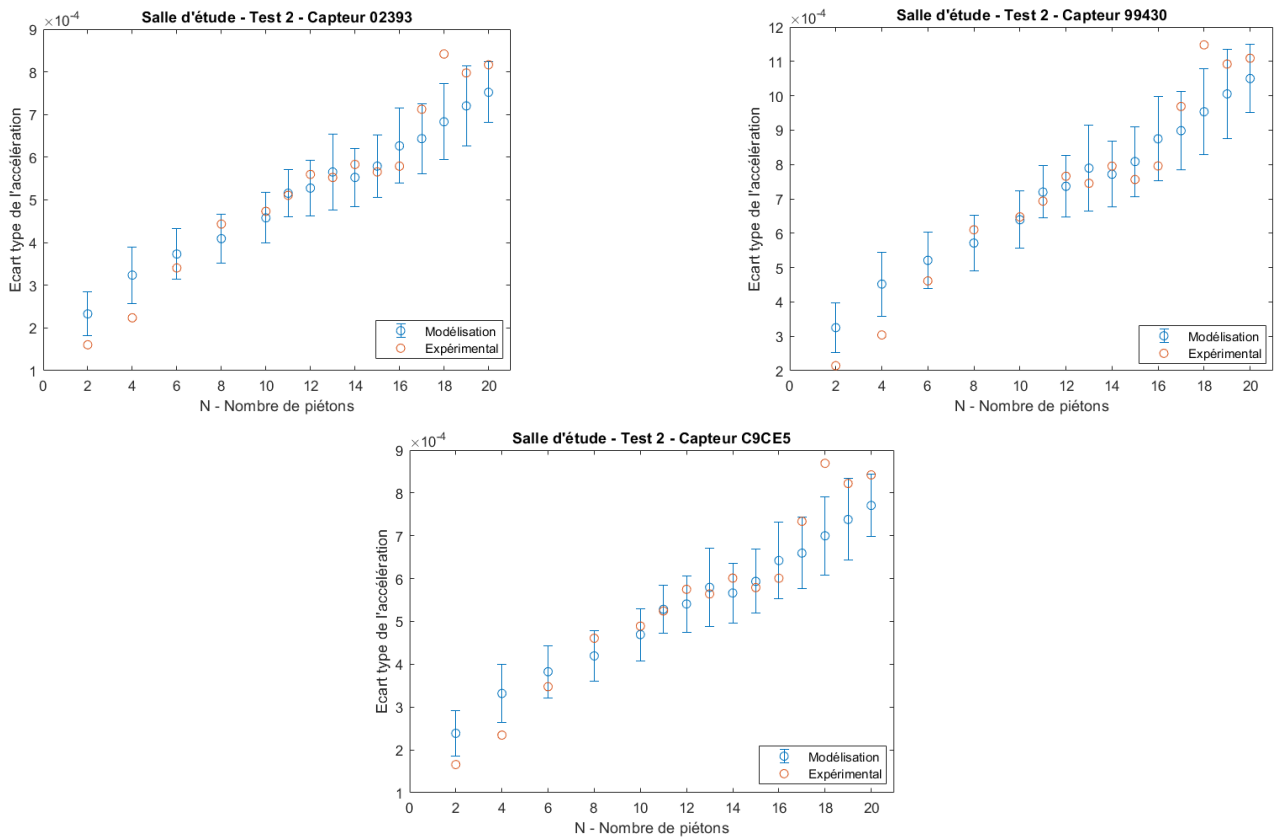 Salle d'étude - Test 2 - Capteur 02393
×10⁻⁴
Ecart type de l'accélération
9
8
7
6
5
4
3
2
1
0 2 4 6 8 10 12 14 16 18 20
N - Nombre de piétons
Modélisation
Expérimental
Salle d'étude - Test 2 - Capteur 99430
×10⁻⁴
Ecart type de l'accélération
12
11
10
9
8
7
6
5
4
3
2
0 2 4 6 8 10 12 14 16 18 20
N - Nombre de piétons
Modélisation
Expérimental
Salle d'étude - Test 2 - Capteur C9CE5
×10⁻⁴
Ecart type de l'accélération
9
8
7
6
5
4
3
2
1
0 2 4 6 8 10 12 14 16 18 20
N - Nombre de piétons
Modélisation
Expérimental